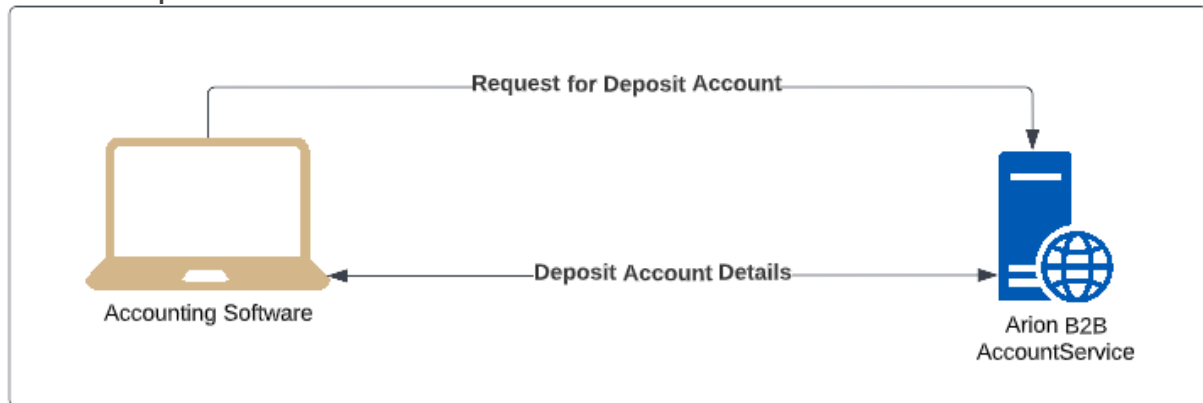 Request for Deposit Account
Deposit Account Details
Accounting Software
Arion B2B
AccountService